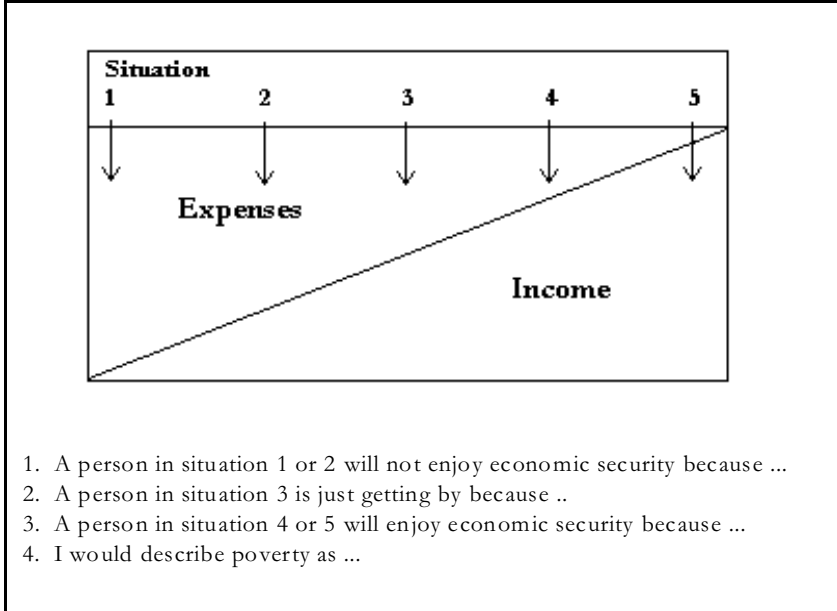 Situation
1 2 3 4 5
Expenses
Income
1. A person in situation 1 or 2 will not enjoy economic security because ...
2. A person in situation 3 is just getting by because ..
3. A person in situation 4 or 5 will enjoy economic security because ...
4. I would describe poverty as ...